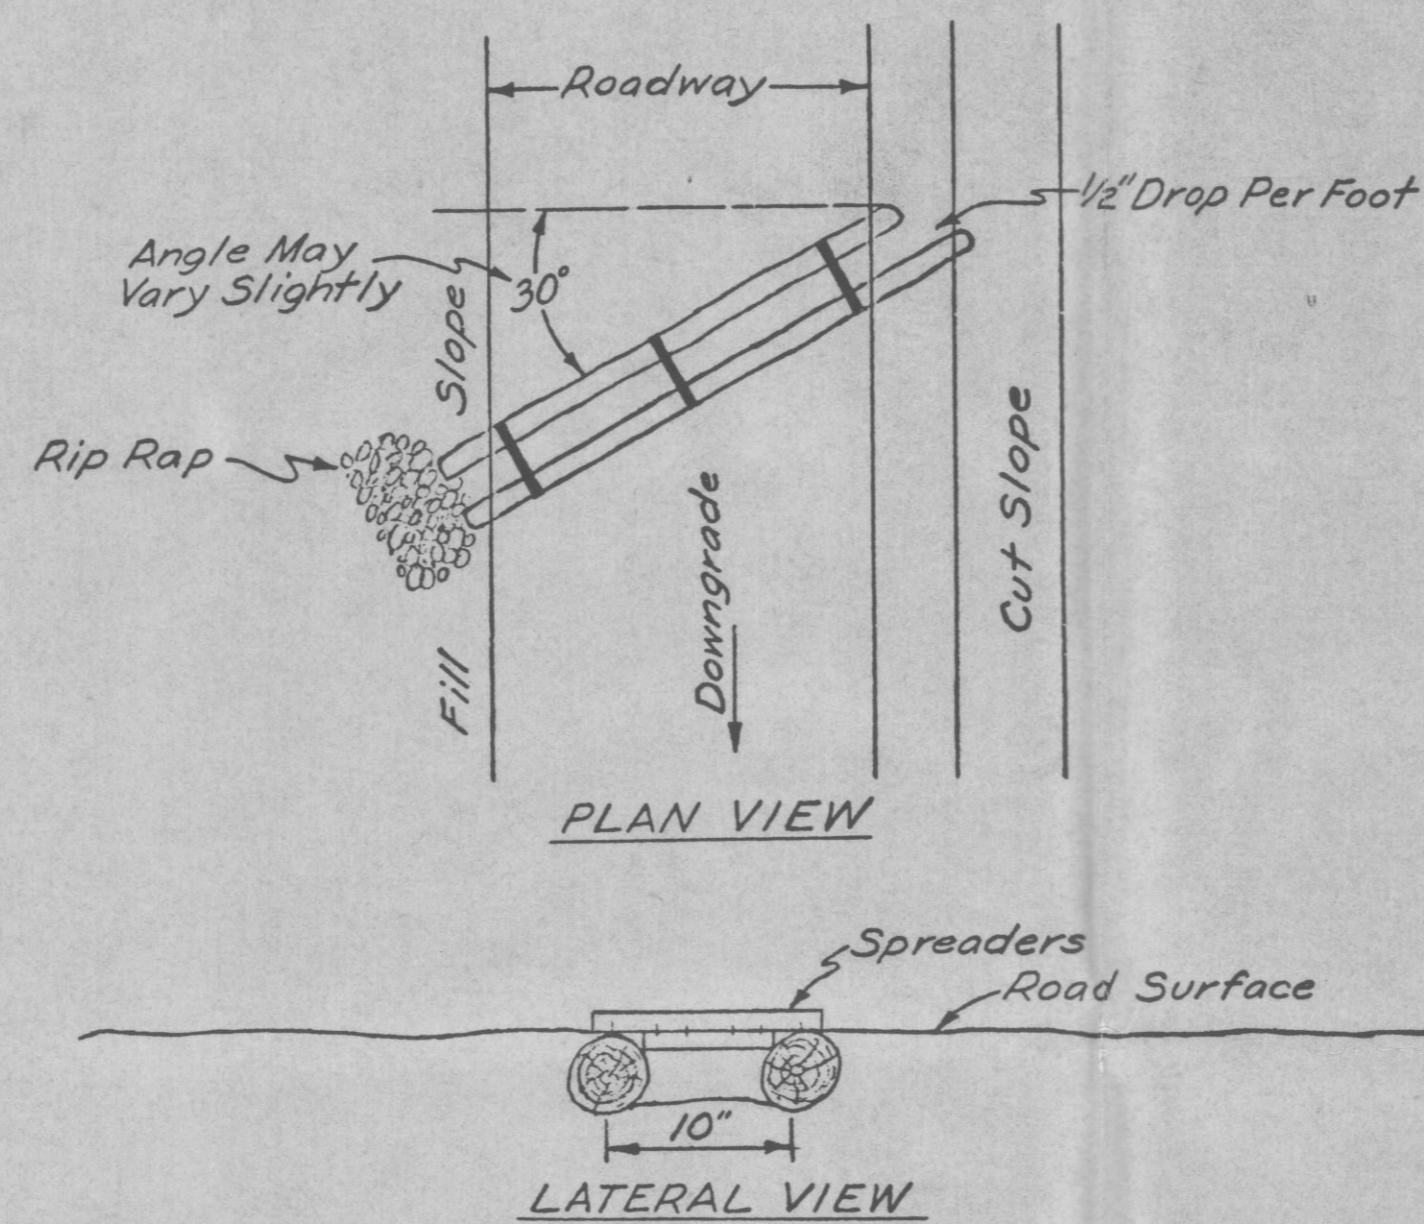 Roadway
1/2" Drop Per Foot
Angle May
Vary Slightly
30°
Rip Rap
Fill Slope
Downgrade
Cut Slope
PLAN VIEW
Spreaders
Road Surface
10"
LATERAL VIEW